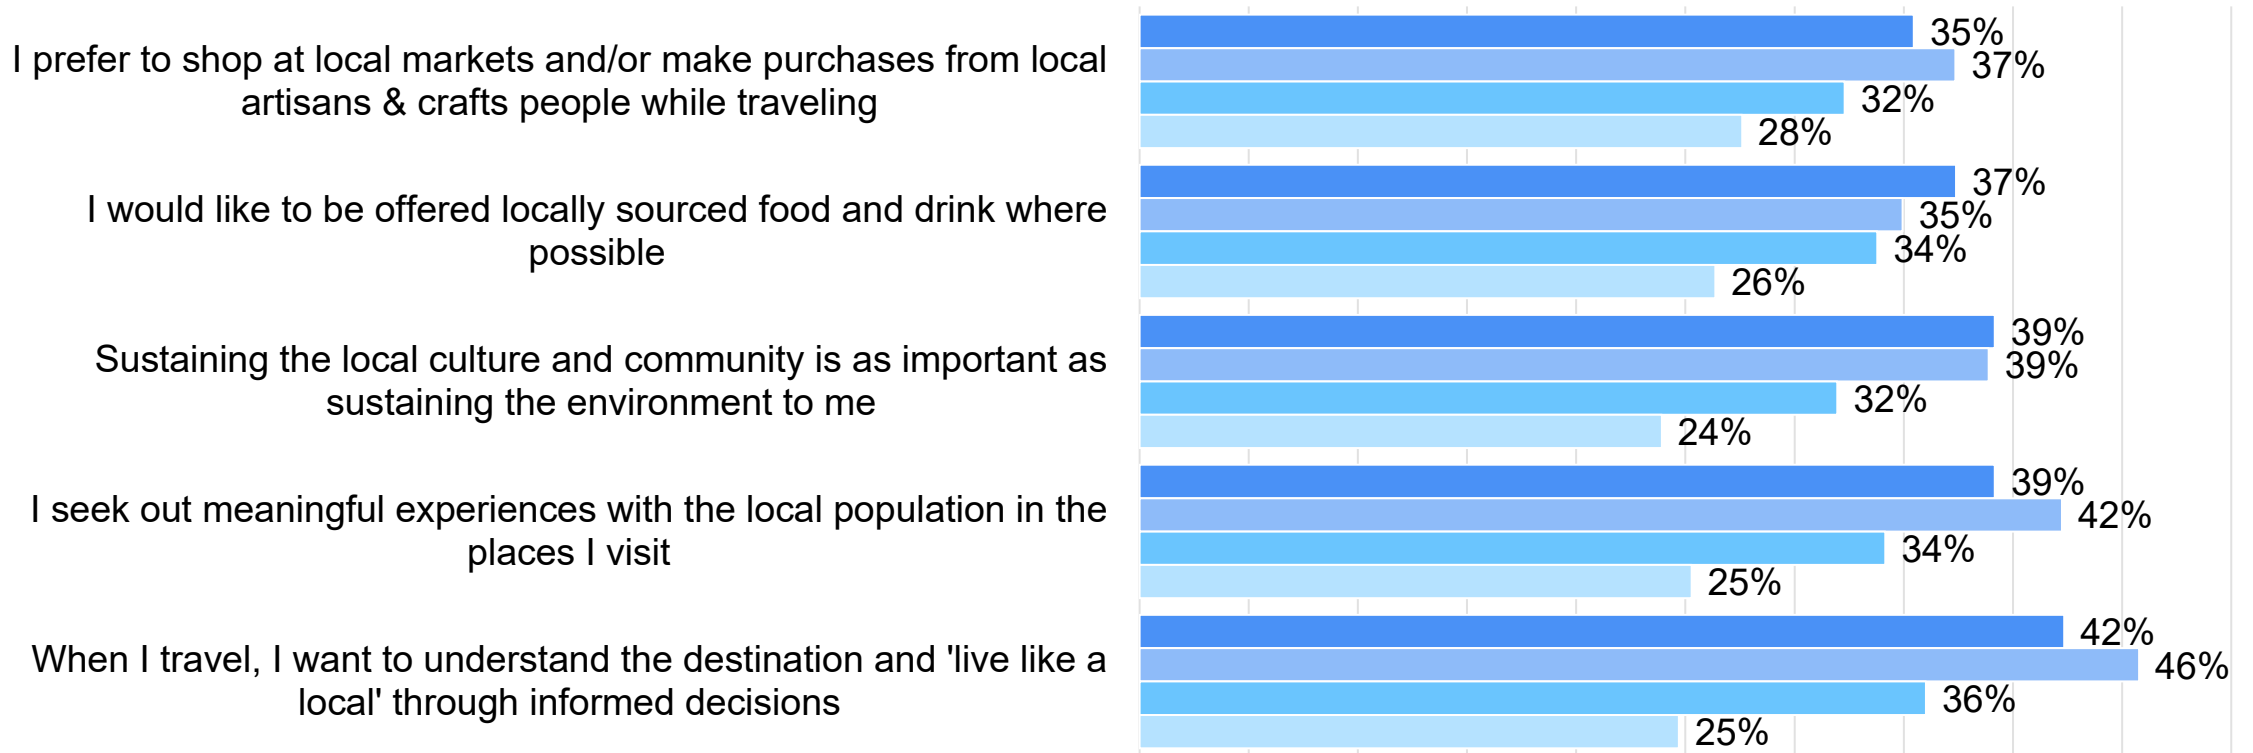 I prefer to shop at local markets and/or make purchases from local
artisans & crafts people while traveling
35%
37%
32%
28%
I would like to be offered locally sourced food and drink where
possible
37%
35%
34%
26%
Sustaining the local culture and community is as important as
sustaining the environment to me
39%
39%
32%
24%
I seek out meaningful experiences with the local population in the
places I visit
39%
42%
34%
25%
When I travel, I want to understand the destination and 'live like a
local' through informed decisions
42%
46%
36%
25%